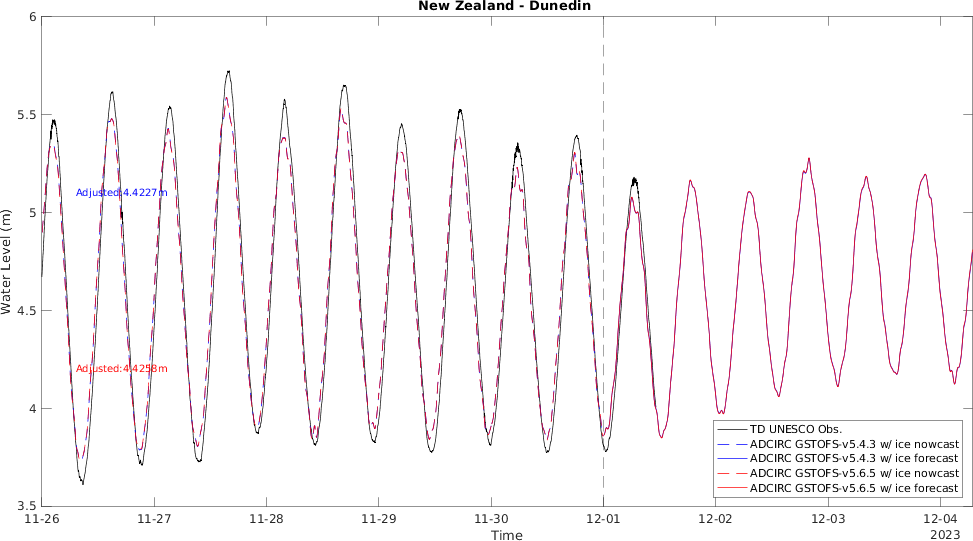 New Zealand - Dunedin
6
5.5
5
4.5
4
3.5
Water Level (m)
Adjusted:4.4227m
Adjusted:4.4258m
TD UNESCO Obs.
ADCIRC GSTOFS-v5.4.3 w/ ice nowcast
ADCIRC GSTOFS-v5.4.3 w/ ice forecast
ADCIRC GSTOFS-v5.6.5 w/ ice nowcast
ADCIRC GSTOFS-v5.6.5 w/ ice forecast
11-26 11-27 11-28 11-29 11-30 12-01 12-02 12-03 12-04
Time
2023